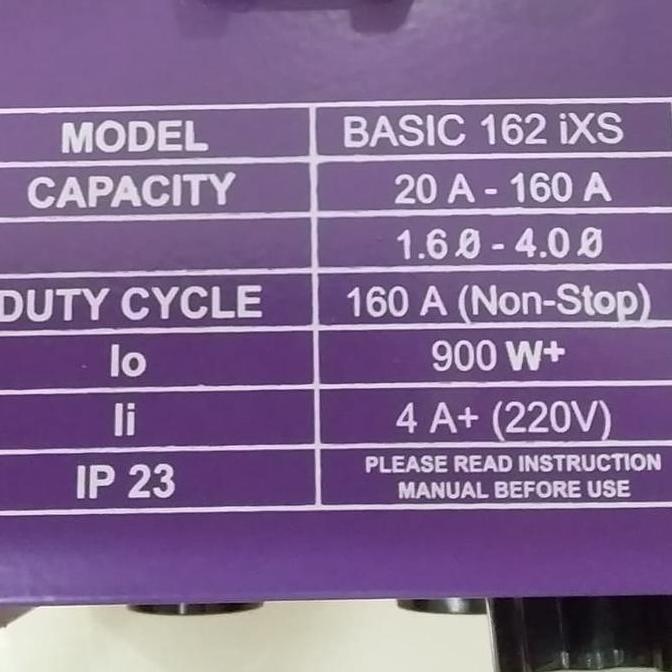 MODEL BASIC 162 iXS
CAPACITY 20 A - 160 A
1.6 Ø - 4.0 Ø
DUTY CYCLE 160 A (Non-Stop)
Io 900 W+
Ii 4 A+ (220V)
IP 23 PLEASE READ INSTRUCTION
MANUAL BEFORE USE